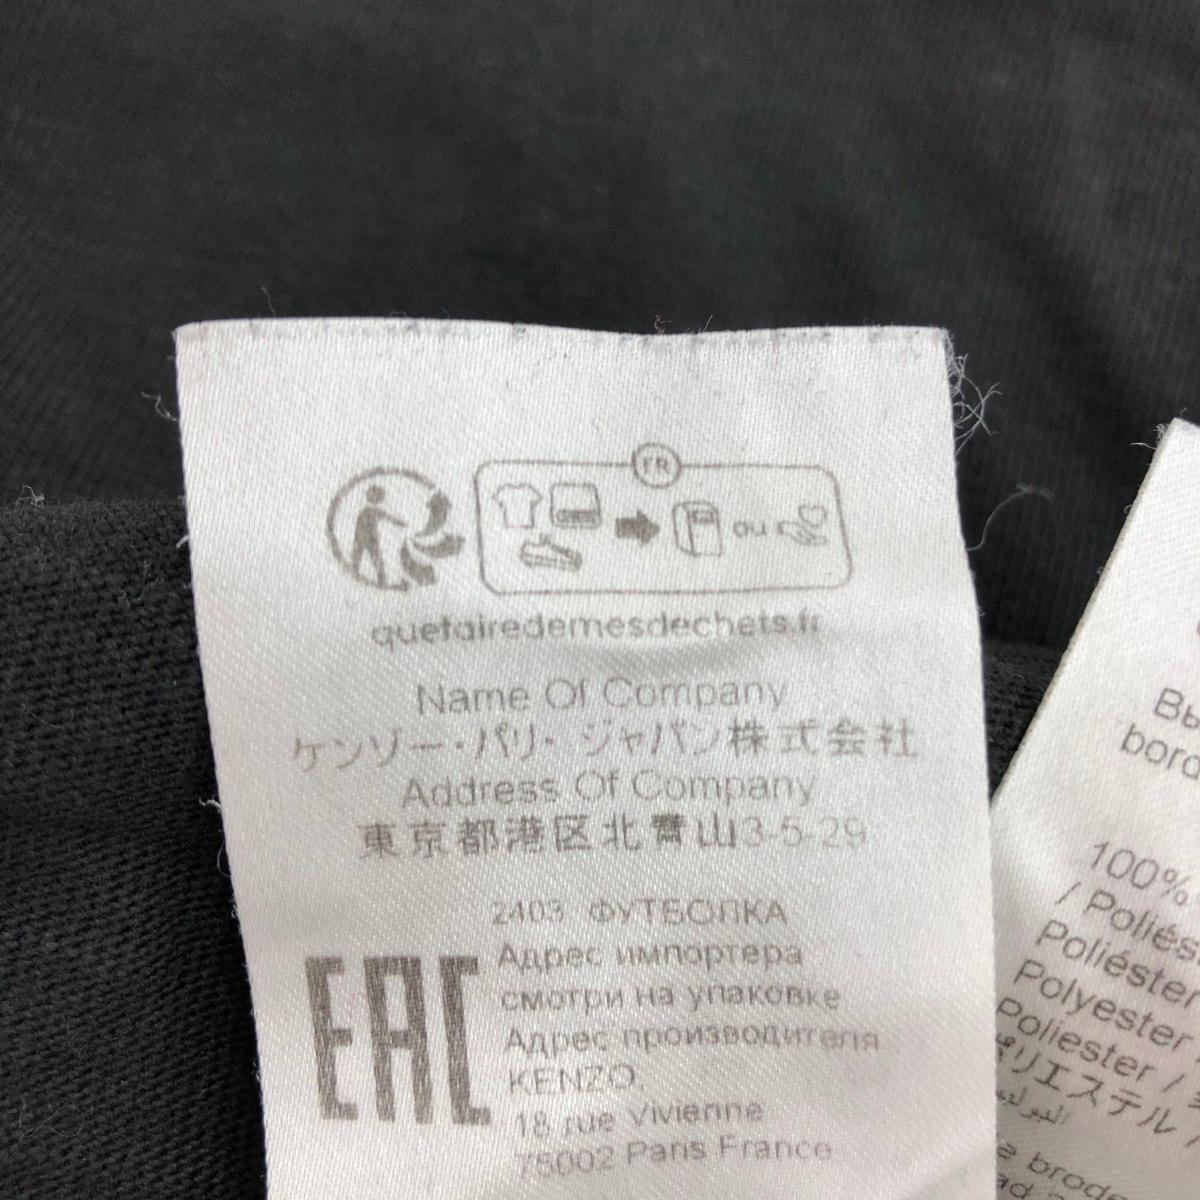 FR
ou
quefairedemesdechets.fr
Name Of Company
ケンゾー・パリ・ジャパン株式会社
Address Of Company
東京都港区北青山3-5-29
2403 ФУТБОЛКА
Адрес импортера
смотри на упаковке
Адрес производителя
KENZO.
18 rue Vivienne
75002 Paris France
EAC
100%
/ Poliés
Poliéster
Polyester
Poliester /
ポリエステル /